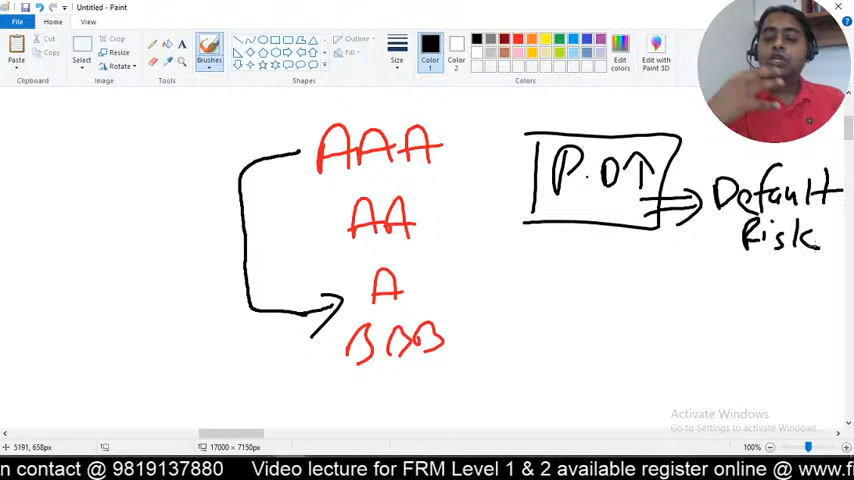 Untitled - Paint
File Home View
Paste
Cut
Copy
Clipboard
Select
Crop
Resize
Rotate
Image
A
Tools
Brushes
Outline
Fill
Shapes
Size
Color 1
Color 2
Edit colors
Edit with Paint 3D
Colors
AAA
AA
A
BBB
P.D↑
Default
Risk
Activate Windows
Go to Settings to activate Windows...
5191, 658px
17000 × 7150px
100%
n contact @ 9819137880 Video lecture for FRM Level 1 & 2 available register online @ www.fi